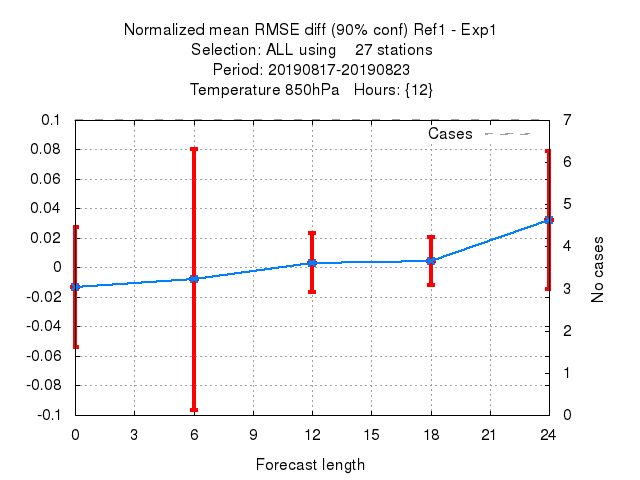 Normalized mean RMSE diff (90% conf) Ref1 - Exp1
Selection: ALL using    27 stations
Period: 20190817-20190823
Temperature 850hPa   Hours: {12}
Cases
0.1
0.08
0.06
0.04
0.02
0
-0.02
-0.04
-0.06
-0.08
-0.1
7
6
5
4
3
2
1
0
No cases
0 3 6 9 12 15 18 21 24
Forecast length